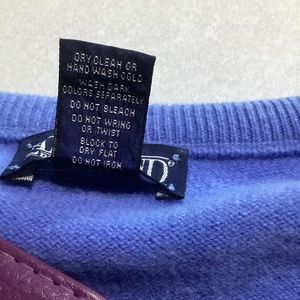 DRY CLEAN OR
HAND WASH COLD.
WASH DARK
COLORS SEPARATELY
DO NOT BLEACH
DO NOT WRING
OR TWIST
BLOCK TO
DRY FLAT
DO NOT IRON
A
D